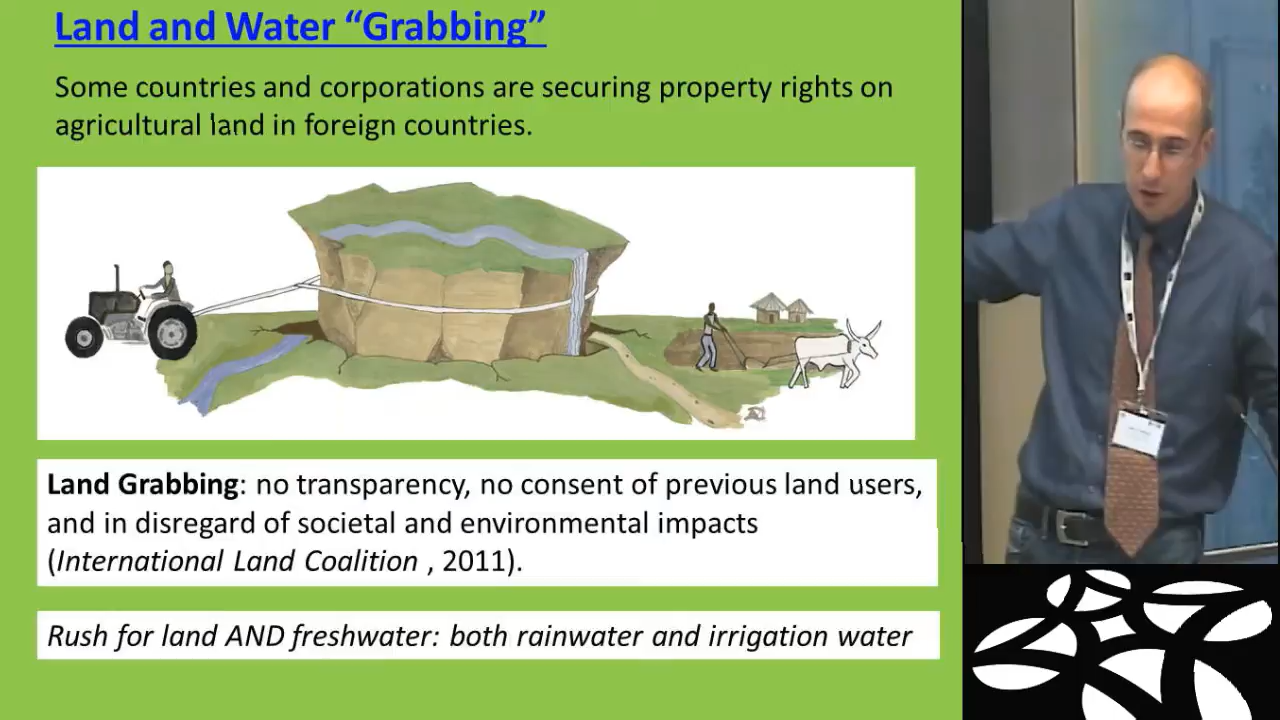 Land and Water “Grabbing”
Some countries and corporations are securing property rights on
agricultural land in foreign countries.
Land Grabbing: no transparency, no consent of previous land users,
and in disregard of societal and environmental impacts
(International Land Coalition , 2011).
Rush for land AND freshwater: both rainwater and irrigation water